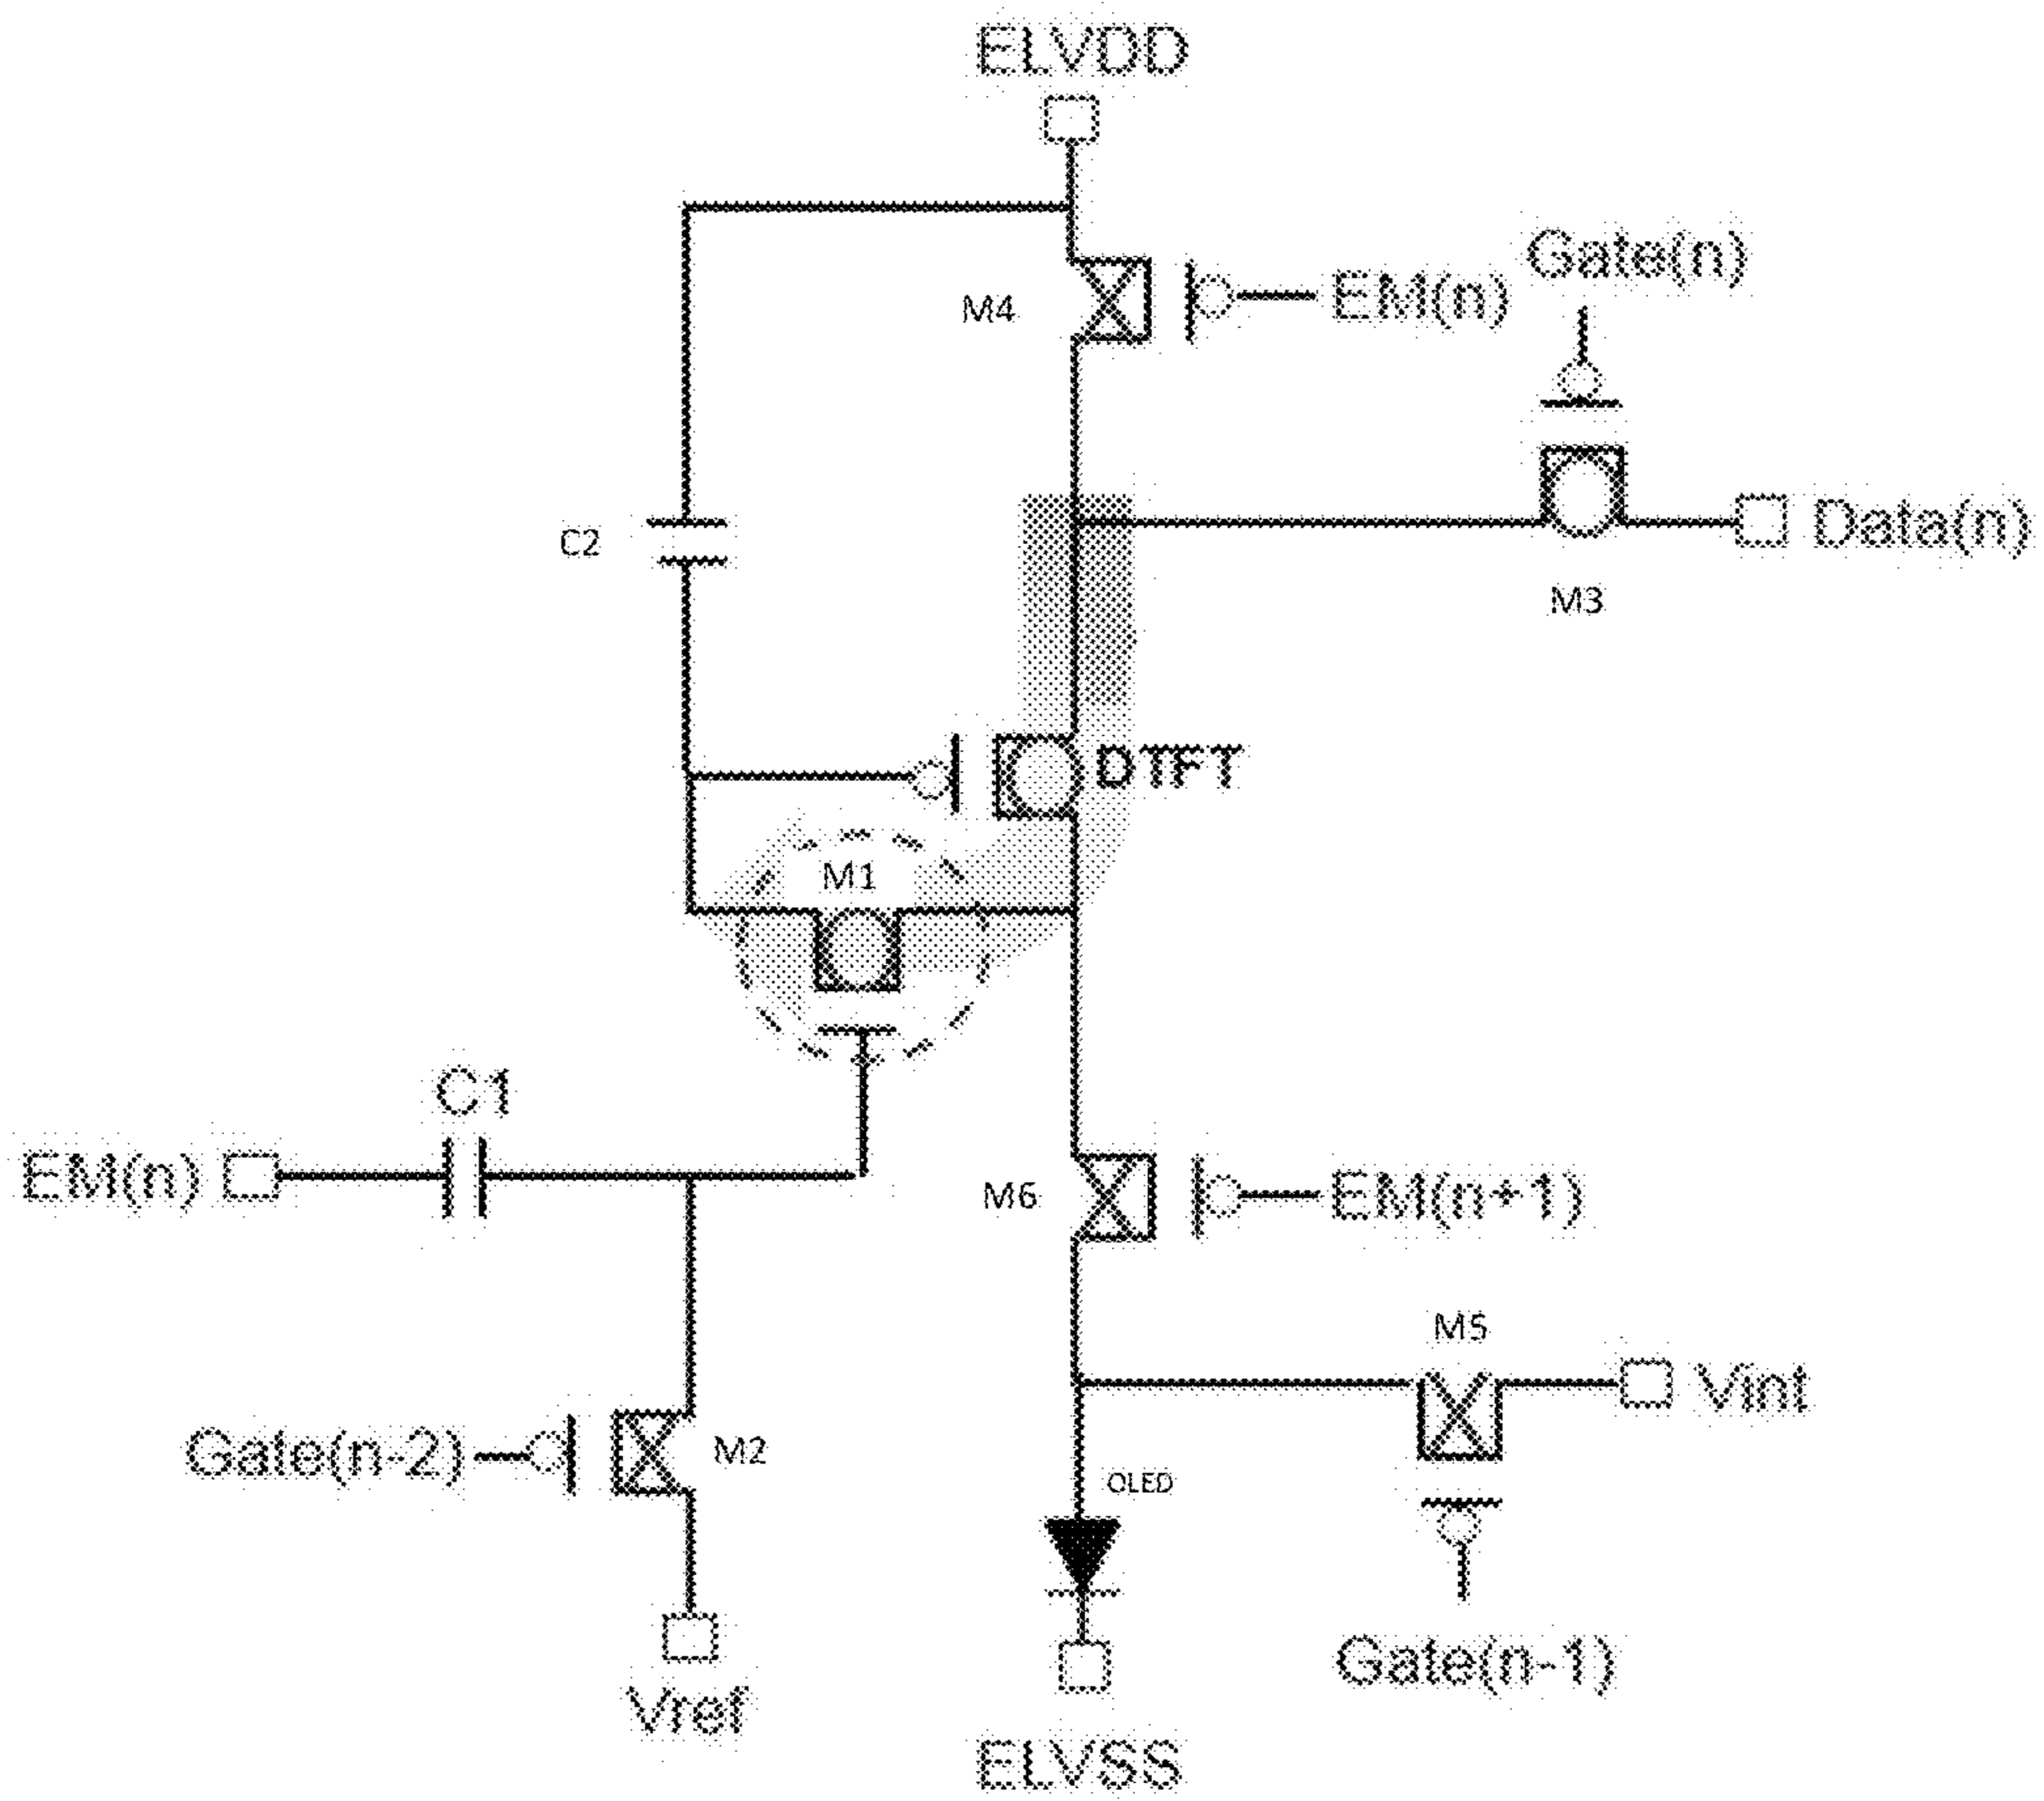 ELVDD
Gate(n)
M4
EM(n)
C2
Data(n)
M3
DTFT
M1
C1
EM(n)
M6
EM(n+1)
M5
Vint
Gate(n-2)
M2
OLED
Gate(n-1)
Vref
ELVSS